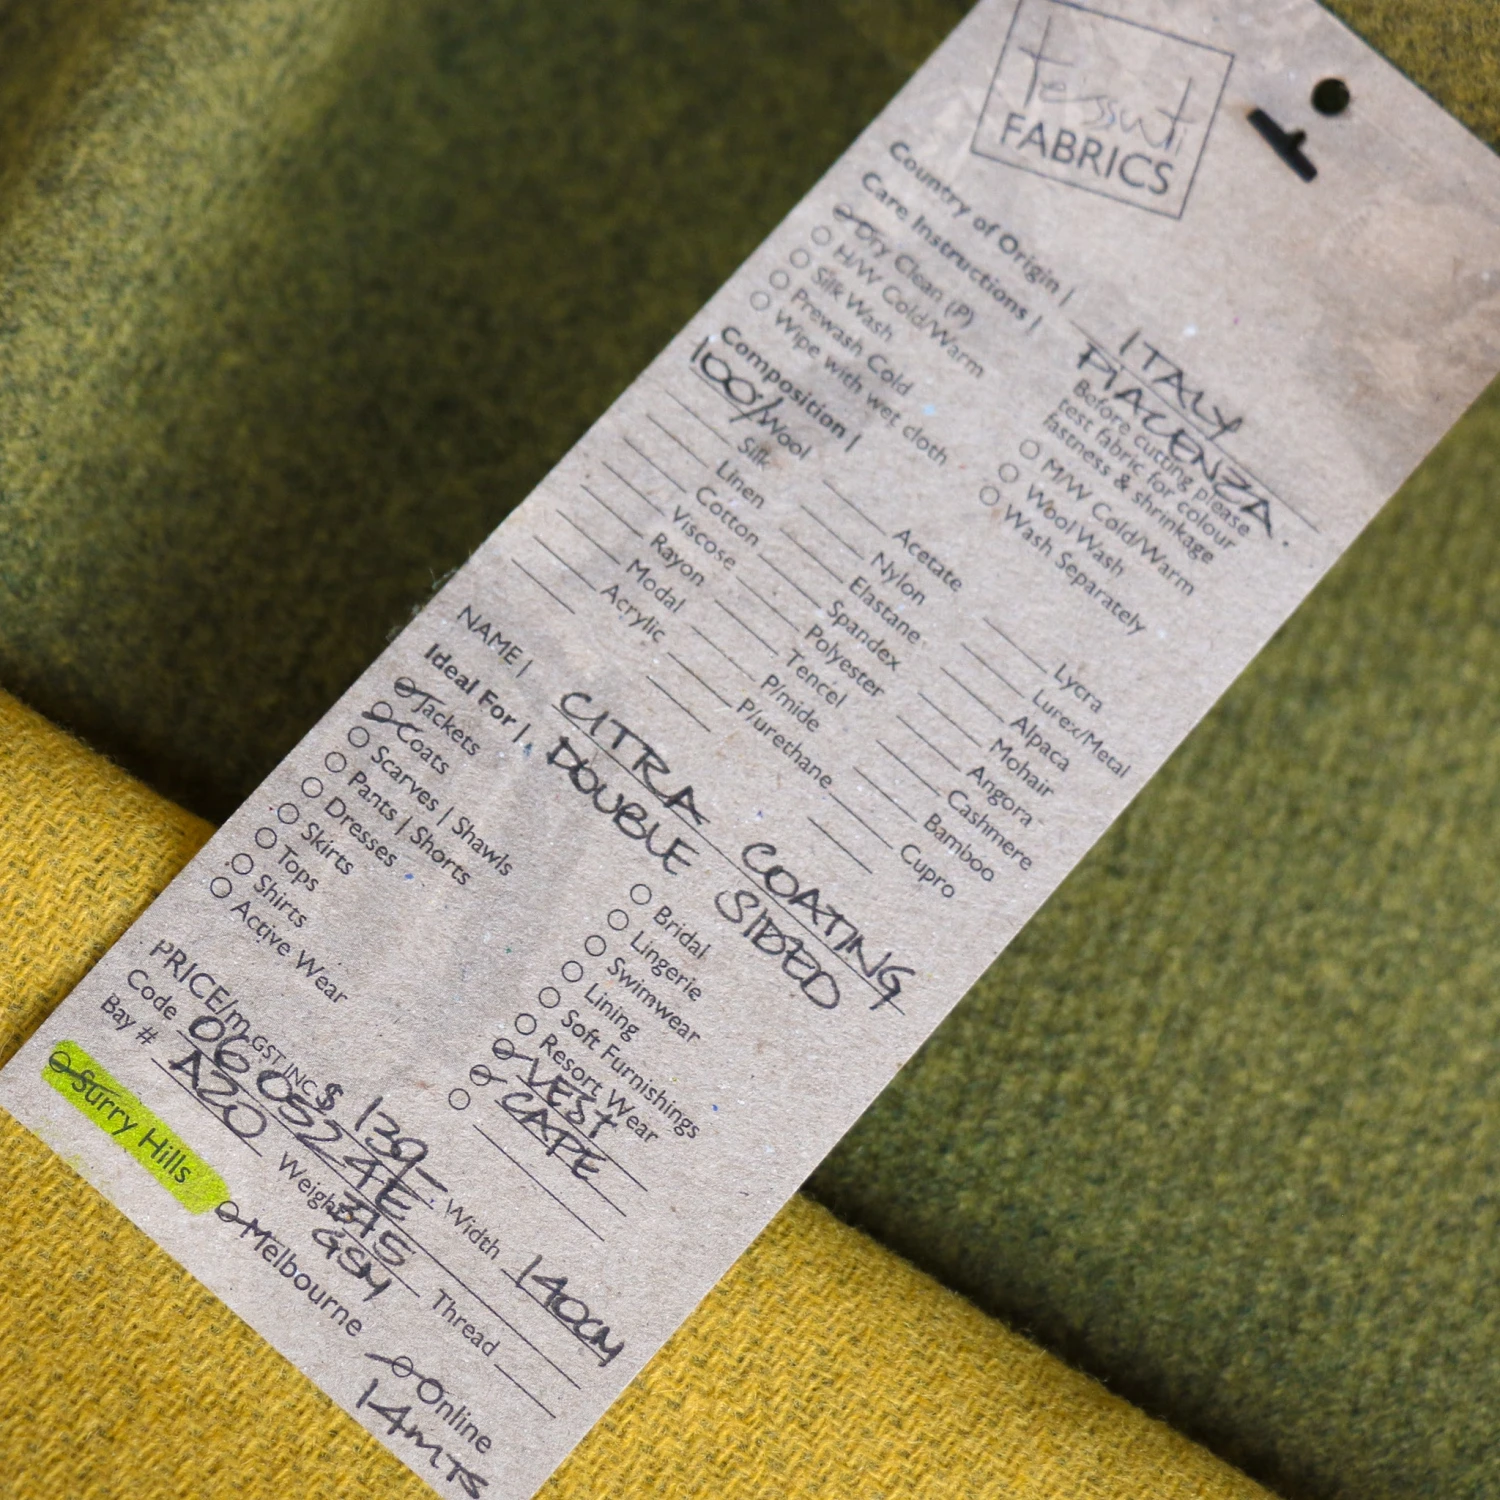 tessuti
FABRICS
Country of Origin | ITALY
PIACENZA.
Care Instructions |
Before cutting please
test fabric for colour
fastness & shrinkage
Dry Clean (P)
H/W Cold/Warm
Silk Wash
Prewash Cold
Wipe with wet cloth
M/W Cold/Warm
Wool Wash
Wash Separately
Composition |
100% Wool
Silk
Linen
Cotton
Viscose
Rayon
Modal
Acrylic
Acetate
Nylon
Elastane
Spandex
Polyester
Tencel
P/mide
P/urethane
Lycra
Lurex/Metal
Alpaca
Mohair
Angora
Cashmere
Bamboo
Cupro
NAME | CITRA COATING
DOUBLE SIDED
Ideal For |
Jackets
Coats
Scarves | Shawls
Pants | Shorts
Dresses
Skirts
Tops
Shirts
Active Wear
Bridal
Lingerie
Swimwear
Lining
Soft Furnishings
Resort Wear
VEST
CAPE
PRICE/m GST INC $ 139-
Code 060S224E Width 140CM
Bay # A20 Weight 375 GSM Thread
Surry Hills
Melbourne
Online
14mTS